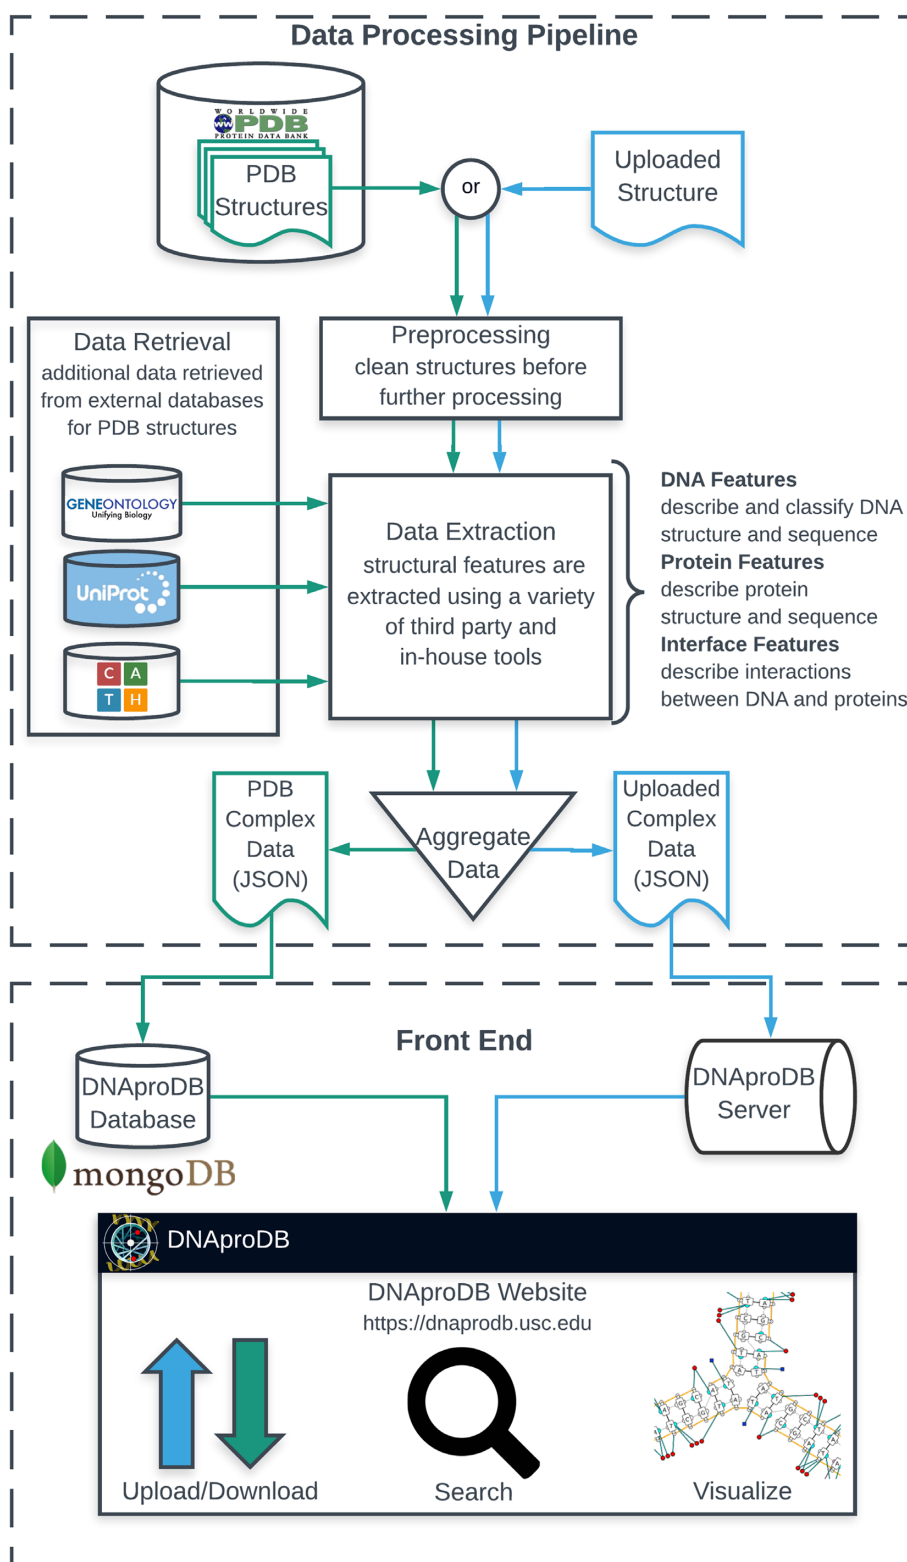 Data Processing Pipeline
WORLDWIDE
PDB
PROTEIN DATA BANK
PDB
Structures
or
Uploaded
Structure
Data Retrieval
additional data retrieved
from external databases
for PDB structures
Preprocessing
clean structures before
further processing
GENEONTOLOGY
Unifying Biology
UniProt
C A
T H
Data Extraction
structural features are
extracted using a variety
of third party and
in-house tools
DNA Features
describe and classify DNA
structure and sequence
Protein Features
describe protein
structure and sequence
Interface Features
describe interactions
between DNA and proteins
PDB
Complex
Data
(JSON)
Aggregate
Data
Uploaded
Complex
Data
(JSON)
Front End
DNAproDB
Database
mongoDB
DNAproDB
Server
DNAproDB
DNAproDB Website
https://dnaprodb.usc.edu
Upload/Download
Search
Visualize